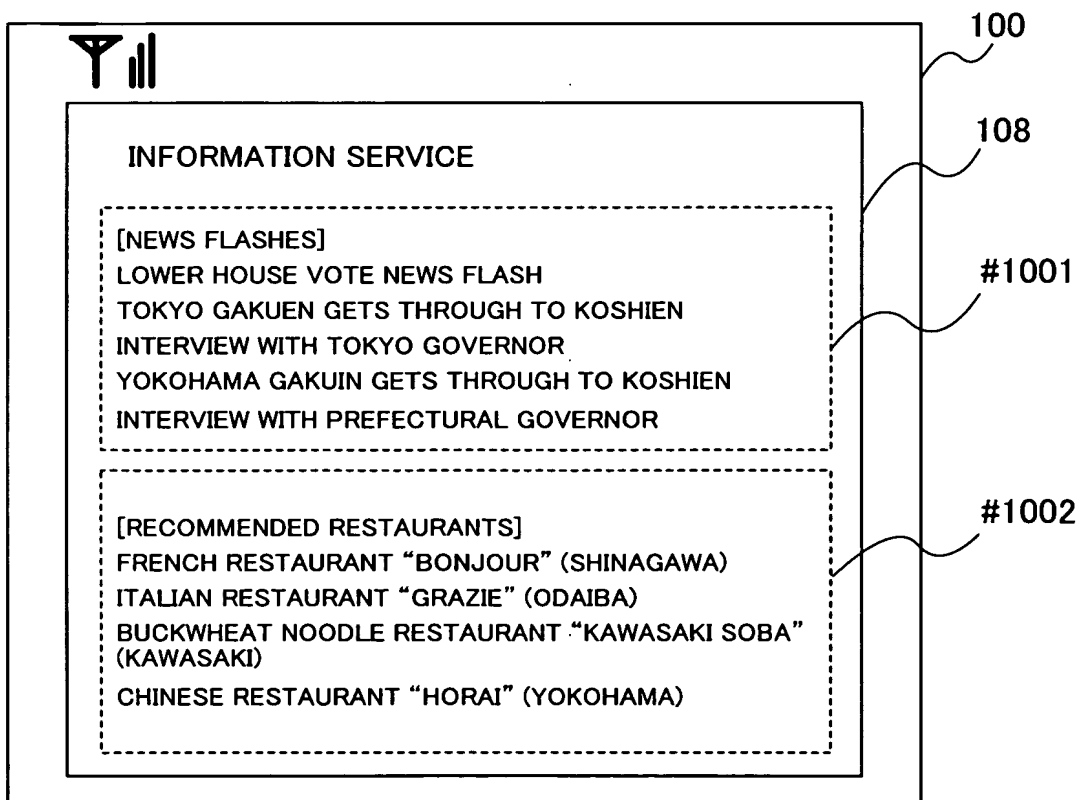 100
108
INFORMATION SERVICE
[NEWS FLASHES]
LOWER HOUSE VOTE NEWS FLASH
TOKYO GAKUEN GETS THROUGH TO KOSHIEN
INTERVIEW WITH TOKYO GOVERNOR
YOKOHAMA GAKUIN GETS THROUGH TO KOSHIEN
INTERVIEW WITH PREFECTURAL GOVERNOR
#1001
[RECOMMENDED RESTAURANTS]
FRENCH RESTAURANT “BONJOUR” (SHINAGAWA)
ITALIAN RESTAURANT “GRAZIE” (ODAIBA)
BUCKWHEAT NOODLE RESTAURANT “KAWASAKI SOBA”
(KAWASAKI)
CHINESE RESTAURANT “HORAI” (YOKOHAMA)
#1002